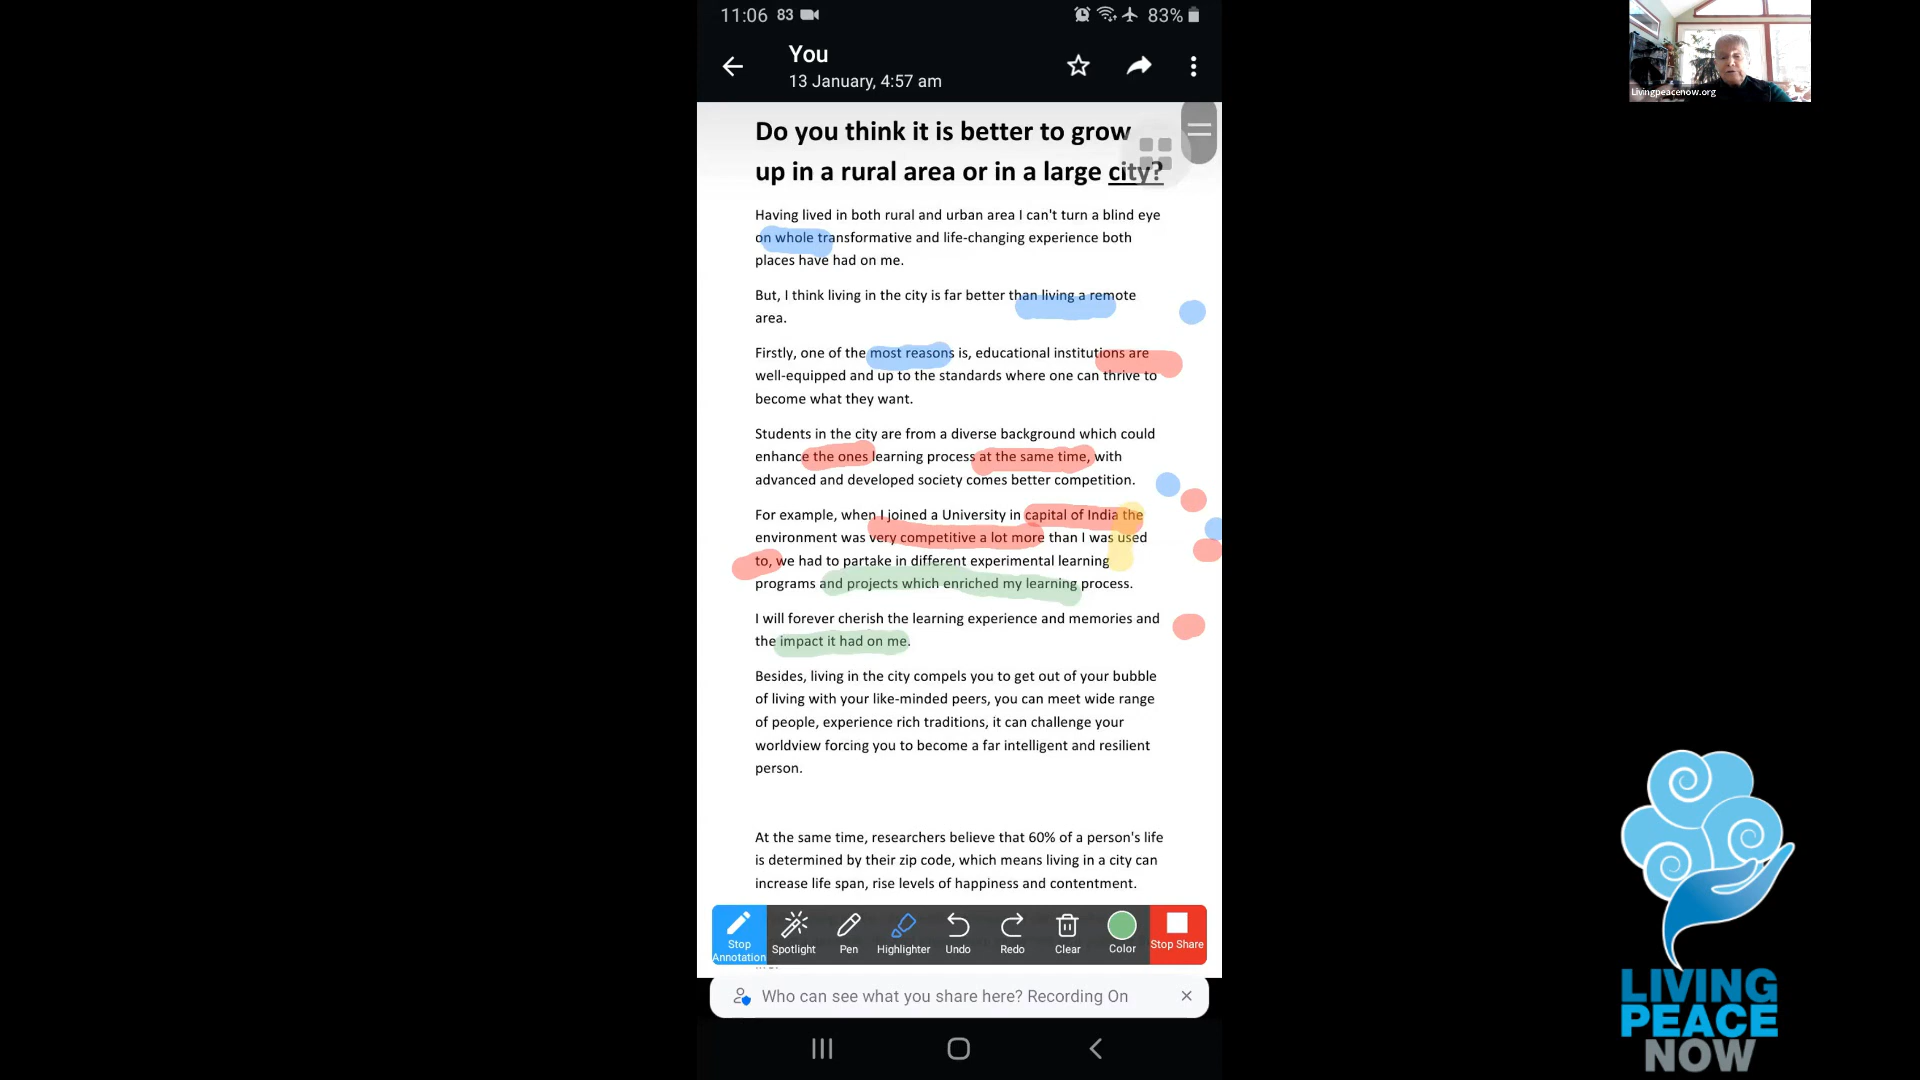 11:06 83 83%
You
13 January, 4:57 am
Livingpeacenow.org
Do you think it is better to grow
up in a rural area or in a large city?
Having lived in both rural and urban area I can't turn a blind eye
on whole transformative and life-changing experience both
places have had on me.
But, I think living in the city is far better than living a remote
area.
Firstly, one of the most reasons is, educational institutions are
well-equipped and up to the standards where one can thrive to
become what they want.
Students in the city are from a diverse background which could
enhance the ones learning process at the same time, with
advanced and developed society comes better competition.
For example, when I joined a University in capital of India the
environment was very competitive a lot more than I was used
to, we had to partake in different experimental learning
programs and projects which enriched my learning process.
I will forever cherish the learning experience and memories and
the impact it had on me.
Besides, living in the city compels you to get out of your bubble
of living with your like-minded peers, you can meet wide range
of people, experience rich traditions, it can challenge your
worldview forcing you to become a far intelligent and resilient
person.
At the same time, researchers believe that 60% of a person's life
is determined by their zip code, which means living in a city can
increase life span, rise levels of happiness and contentment.
Stop Annotation Spotlight Pen Highlighter Undo Redo Clear Color Stop Share
Who can see what you share here? Recording On
LIVING
PEACE
NOW